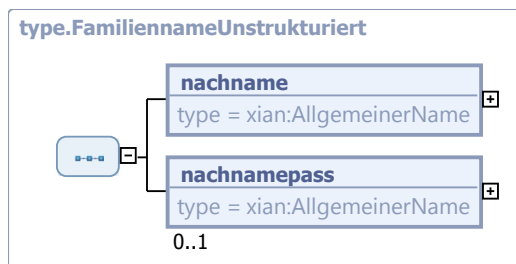 type.FamiliennameUnstrukturiert
nachname
type = xian:AllgemeinerName
nachnamepass
type = xian:AllgemeinerName
0..1